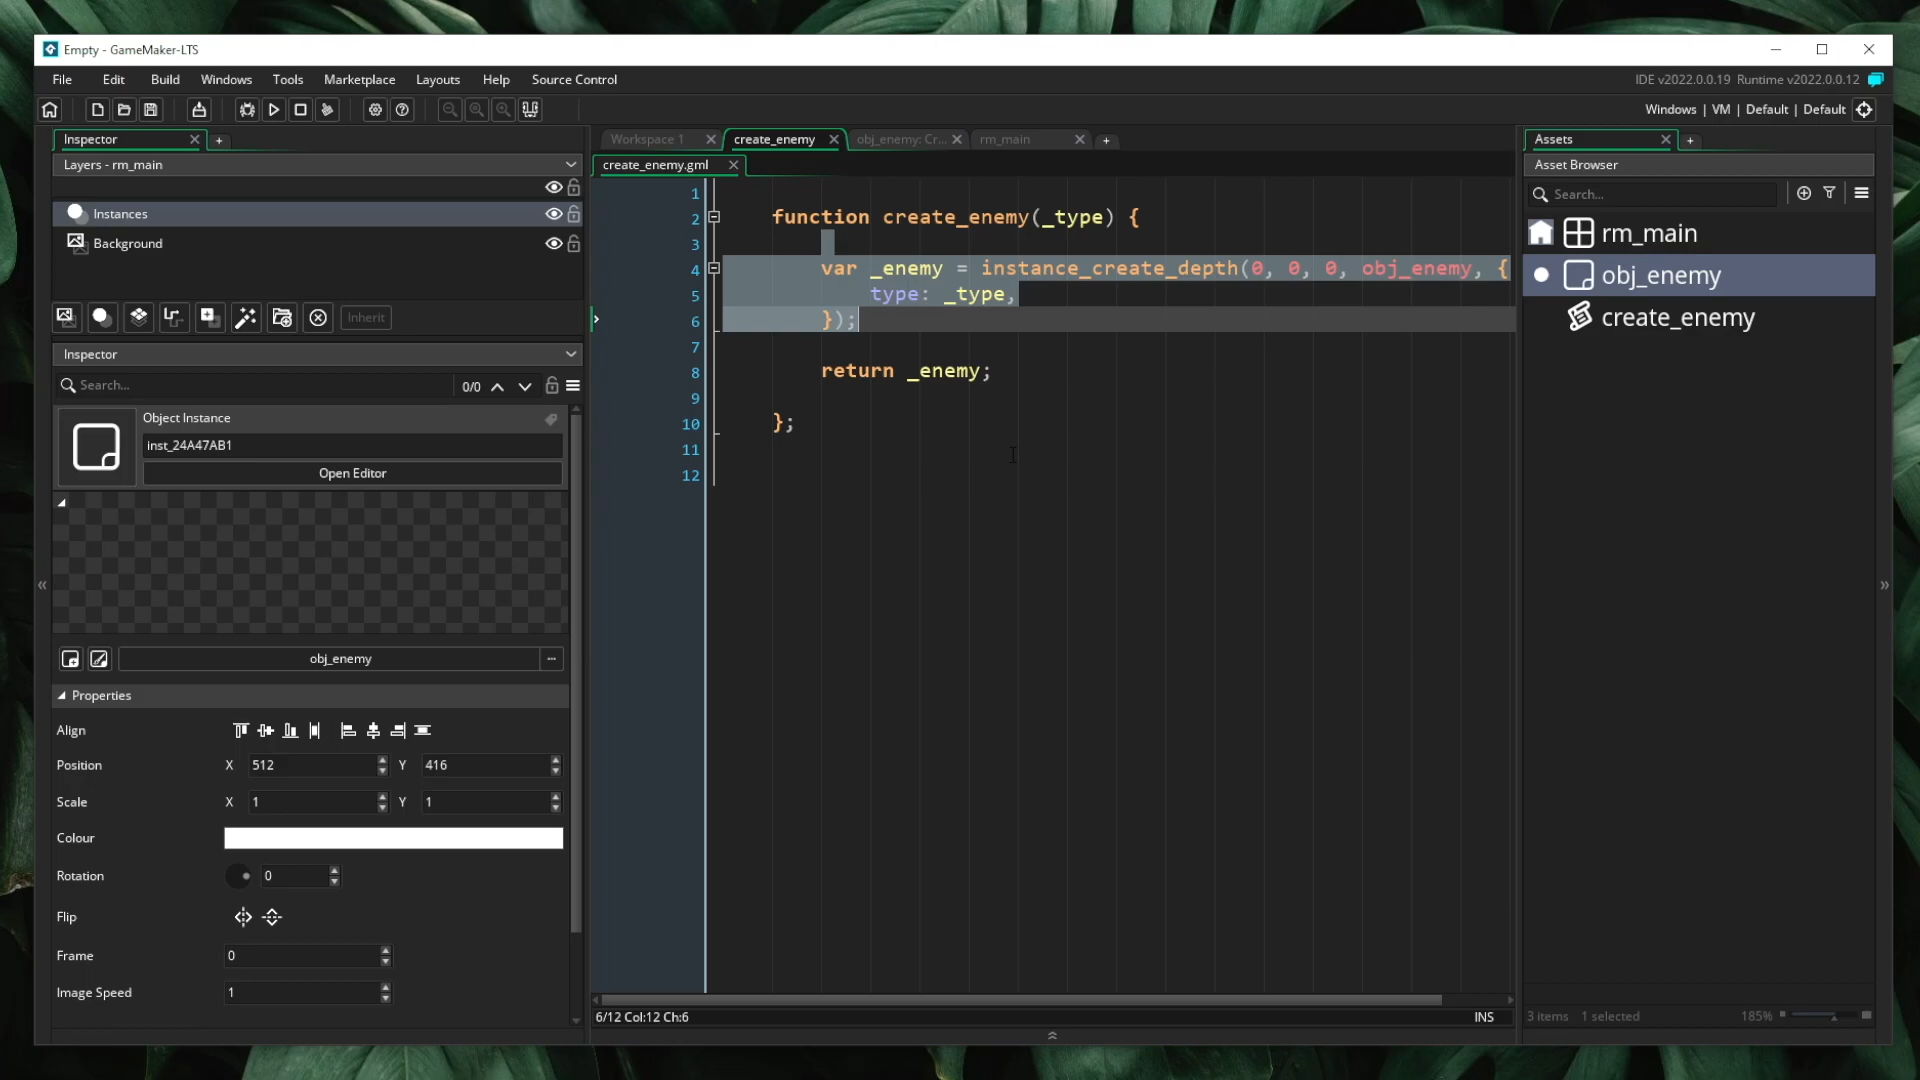 Empty - GameMaker-LTS
File Edit Build Windows Tools Marketplace Layouts Help Source Control
IDE v2022.0.0.19 Runtime v2022.0.0.12
Windows | VM | Default | Default
Inspector
Layers - rm_main
Instances
Background
Inherit
Inspector
Search...
0/0
Object Instance
inst_24A47AB1
Open Editor
obj_enemy
...
Properties
Align
Position X 512 Y 416
Scale X 1 Y 1
Colour
Rotation 0
Flip
Frame 0
Image Speed 1
Workspace 1 create_enemy obj_enemy: Cr... rm_main
create_enemy.gml
1
2 function create_enemy(_type) {
3
4 var _enemy = instance_create_depth(0, 0, 0, obj_enemy, {
5 type: _type,
6 });
7
8 return _enemy;
9
10 };
11
12
6/12 Col:12 Ch:6
INS
Assets
Asset Browser
Search...
rm_main
obj_enemy
create_enemy
3 items 1 selected
185%